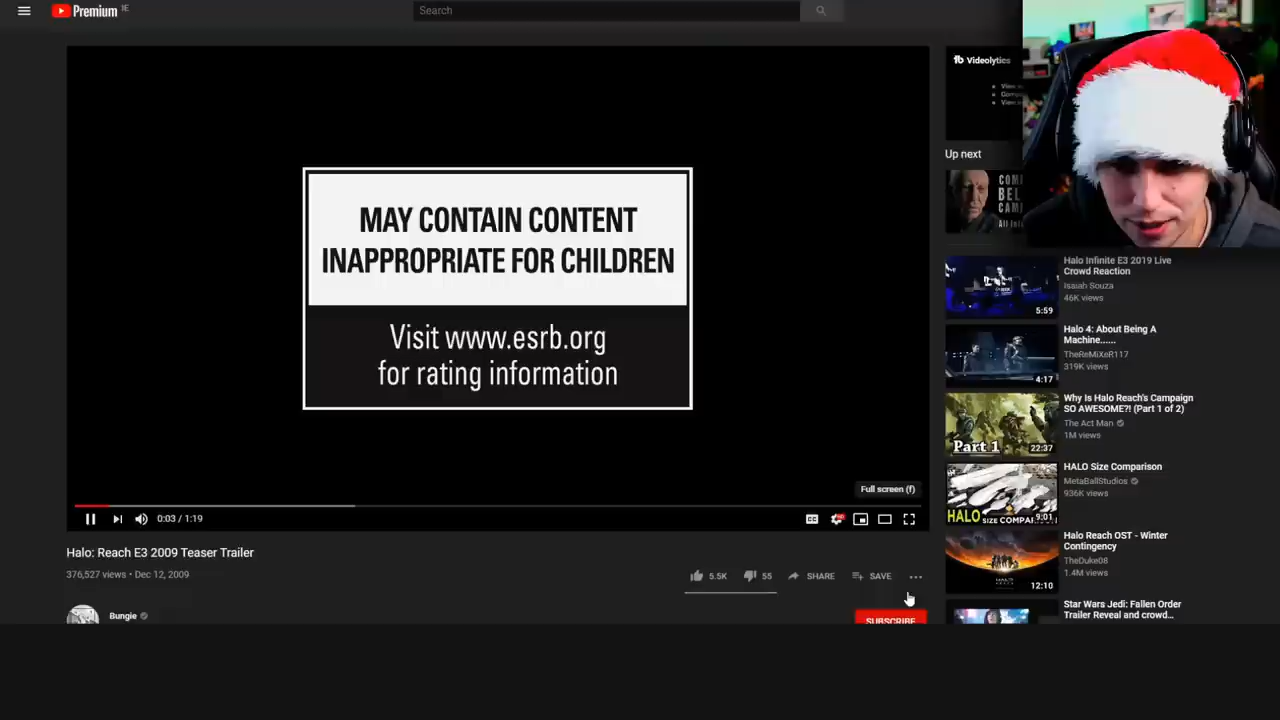 Premium IE
Search
MAY CONTAIN CONTENT
INAPPROPRIATE FOR CHILDREN
Visit www.esrb.org
for rating information
Full screen (f)
0:03 / 1:19
Halo: Reach E3 2009 Teaser Trailer
376,527 views • Dec 12, 2009
5.5K
55
SHARE
SAVE
Bungie
SUBSCRIBE
Videolytics
Up next
Halo Infinite E3 2019 Live
Crowd Reaction
Isaiah Souza
46K views
5:59
Halo 4: About Being A
Machine......
TheReMiXeR117
319K views
4:17
Why Is Halo Reach's Campaign
SO AWESOME?! (Part 1 of 2)
The Act Man
1M views
Part 1
22:37
HALO Size Comparison
MetaBallStudios
936K views
HALO
9:01
Halo Reach OST - Winter
Contingency
TheDuke08
1.4M views
12:10
Star Wars Jedi: Fallen Order
Trailer Reveal and crowd...